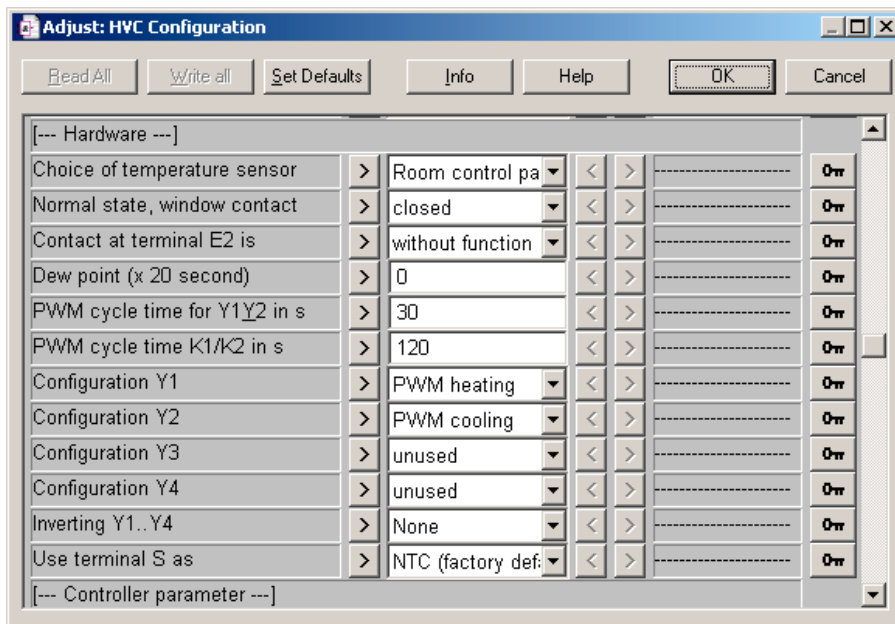 Adjust: HVC Configuration
Read All Write all Set Defaults Info Help OK Cancel
[--- Hardware ---]
Choice of temperature sensor > Room control pa < > ----------------------
Normal state, window contact > closed < > ----------------------
Contact at terminal E2 is > without function < > ----------------------
Dew point (x 20 second) > 0 < > ----------------------
PWM cycle time for Y1Y2 in s > 30 < > ----------------------
PWM cycle time K1/K2 in s > 120 < > ----------------------
Configuration Y1 > PWM heating < > ----------------------
Configuration Y2 > PWM cooling < > ----------------------
Configuration Y3 > unused < > ----------------------
Configuration Y4 > unused < > ----------------------
Inverting Y1..Y4 > None < > ----------------------
Use terminal S as > NTC (factory def < > ----------------------
[--- Controller parameter ---]